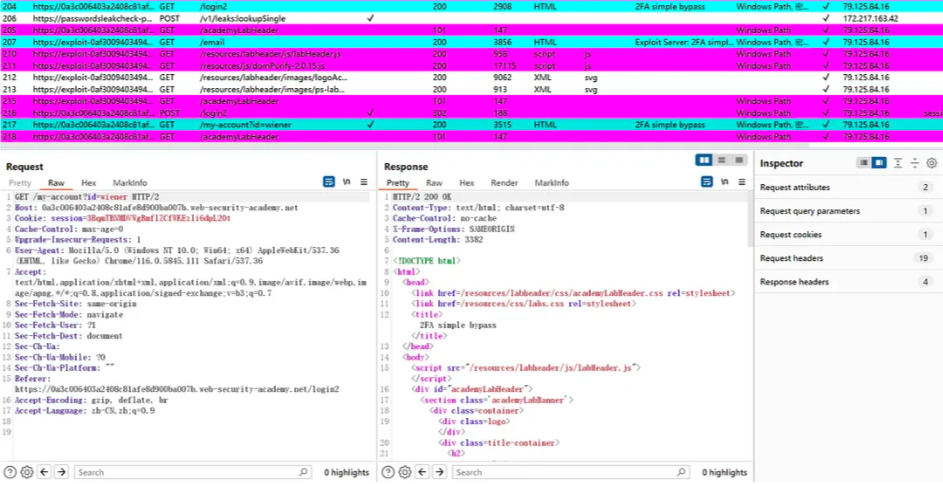 204 https://0a3c006403a2408c81af... GET /login2 200 2908 HTML 2FA simple bypass Windows Path, 密... ✓ 79.125.84.16
206 https://passwordsleakcheck-p... POST /v1/leaks:lookupSingle ✓ ✓ 172.217.163.42
205 https://exploit-0af3009403494... GET /academyLabHeader 101 147 Windows Path ✓ 79.125.84.16
207 https://exploit-0af3009403494... GET /email 200 3856 HTML Exploit Server: 2FA simpl... Windows Path, 密... ✓ 79.125.84.16
210 https://exploit-0af3009403494... GET /resources/labheader/js/labHeader.js 200 956 script js Windows Path ✓ 79.125.84.16
211 https://exploit-0af3009403494... GET /resources/js/domPurify-2.0.15.js 200 17115 script js Windows Path ✓ 79.125.84.16
212 https://exploit-0af3009403494... GET /resources/labheader/images/logoAc... 200 9062 XML svg ✓ 79.125.84.16
213 https://exploit-0af3009403494... GET /resources/labheader/images/ps-lab... 200 913 XML svg ✓ 79.125.84.16
215 https://exploit-0af3009403494... GET /academyLabHeader 101 147 Windows Path ✓ 79.125.84.16
216 https://0a3c006403a2408c81af... POST /login2 ✓ 302 188 Windows Path ✓ 79.125.84.16 sess
217 https://0a3c006403a2408c81af... GET /my-account?id=wiener ✓ 200 3515 HTML 2FA simple bypass Windows Path, 密... ✓ 79.125.84.16
218 https://0a3c006403a2408c81af... GET /academyLabHeader 101 147 Windows Path ✓ 79.125.84.16
Request
Pretty Raw Hex MarkInfo
\n
1 GET /my-account?id=wiener HTTP/2
2 Host: 0a3c006403a2408c81afe8d900ba007b.web-security-academy.net
3 Cookie: 
4 Cache-Control: max-age=0
5 Upgrade-Insecure-Requests: 1
6 User-Agent: Mozilla/5.0 (Windows NT 10.0; Win64; x64) AppleWebKit/537.36
(KHTML, like Gecko) Chrome/116.0.5845.111 Safari/537.36
7 Accept:
text/html,application/xhtml+xml,application/xml;q=0.9,image/avif,image/webp,im
age/apng,*/*;q=0.8,application/signed-exchange;v=b3;q=0.7
8 Sec-Fetch-Site: same-origin
9 Sec-Fetch-Mode: navigate
10 Sec-Fetch-User: ?1
11 Sec-Fetch-Dest: document
12 Sec-Ch-Ua:
13 Sec-Ch-Ua-Mobile: ?0
14 Sec-Ch-Ua-Platform: ""
15 Referer:
https://0a3c006403a2408c81afe8d900ba007b.web-security-academy.net/login2
16 Accept-Encoding: gzip, deflate, br
17 Accept-Language: zh-CN,zh;q=0.9
18
19
Search
0 highlights
Response
Pretty Raw Hex Render MarkInfo
\n
1 HTTP/2 200 OK
2 Content-Type: text/html; charset=utf-8
3 Cache-Control: no-cache
4 X-Frame-Options: SAMEORIGIN
5 Content-Length: 3382
6
7 <!DOCTYPE html>
8 <html>
9 <head>
10 <link href=/resources/labheader/css/academyLabHeader.css rel=stylesheet>
11 <link href=/resources/css/labs.css rel=stylesheet>
12 <title>
2FA simple bypass
</title>
13 </head>
14 <body>
15 <script src="/resources/labheader/js/labHeader.js">
</script>
16 <div id="academyLabHeader">
17 <section class='academyLabBanner'>
18 <div class=container>
19 <div class=logo>
</div>
20 <div class=title-container>
21 <h2>
Search
0 highlights
Inspector
Request attributes 2
Request query parameters 1
Request cookies 1
Request headers 19
Response headers 4